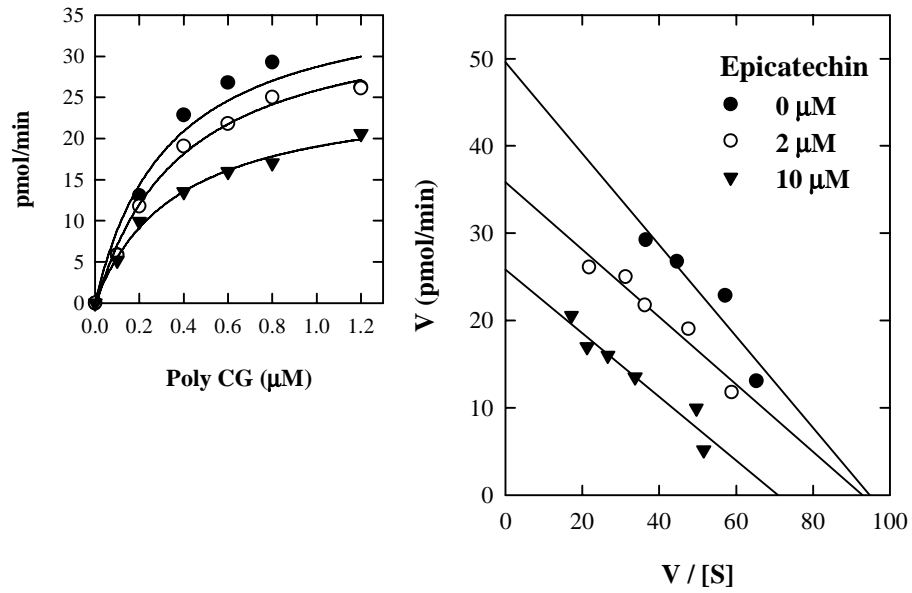 35
30
25
20
15
10
5
0
0.0 0.2 0.4 0.6 0.8 1.0 1.2
pmol/min
Poly CG (μM)
50
40
30
20
10
0
0 20 40 60 80 100
V (pmol/min)
V / [S]
Epicatechin
0 μM
2 μM
10 μM